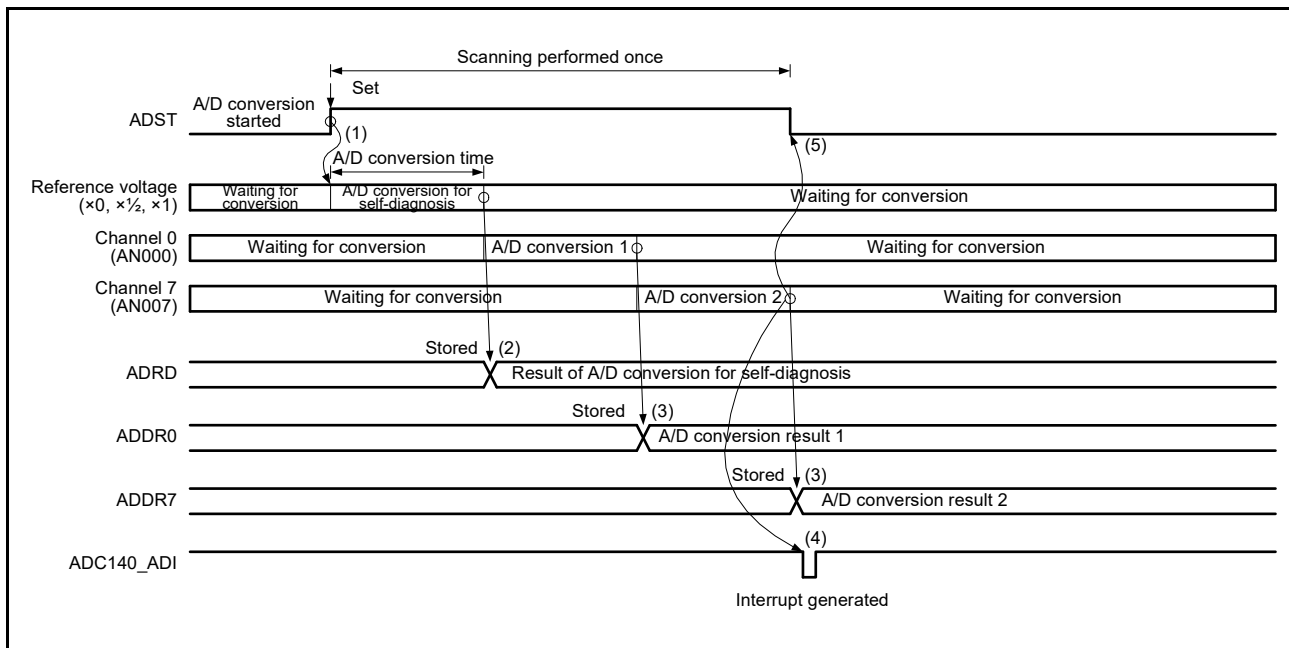 Scanning performed once
Set
A/D conversion
started
ADST
(1)
(5)
A/D conversion time
Reference voltage
(×0, ×½, ×1)
Waiting for
conversion
A/D conversion for
self-diagnosis
Waiting for conversion
Channel 0
(AN000)
Waiting for conversion
A/D conversion 1
Waiting for conversion
Channel 7
(AN007)
Waiting for conversion
A/D conversion 2
Waiting for conversion
Stored (2)
ADRD
Result of A/D conversion for self-diagnosis
Stored (3)
ADDR0
A/D conversion result 1
Stored (3)
ADDR7
A/D conversion result 2
(4)
ADC140_ADI
Interrupt generated